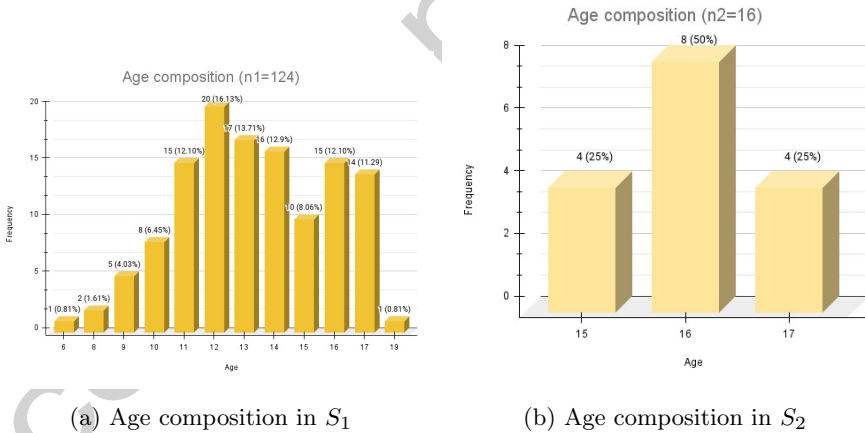 Age composition (n1=124)
Frequency
20
15
10
5
0
1 (0.81%)
2 (1.61%)
5 (4.03%)
8 (6.45%)
15 (12.10%)
20 (16.13%)
17 (13.71%)
16 (12.9%)
10 (8.06%)
15 (12.10%)
14 (11.29)
1 (0.81%)
6 8 9 10 11 12 13 14 15 16 17 19
Age
(a) Age composition in S1
Age composition (n2=16)
Frequency
8
6
4
2
0
4 (25%)
8 (50%)
4 (25%)
15 16 17
Age
(b) Age composition in S2